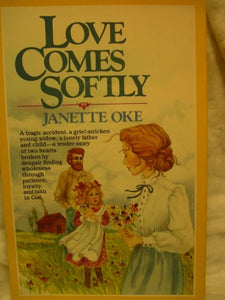 LOVE
COMES
SOFTLY
JANETTE OKE
A tragic accident, a grief-stricken
young widow, a lonely father
and child—a tender story
of two hearts
broken by
despair finding
wholeness
through
patience,
loyalty,
and faith
in God.